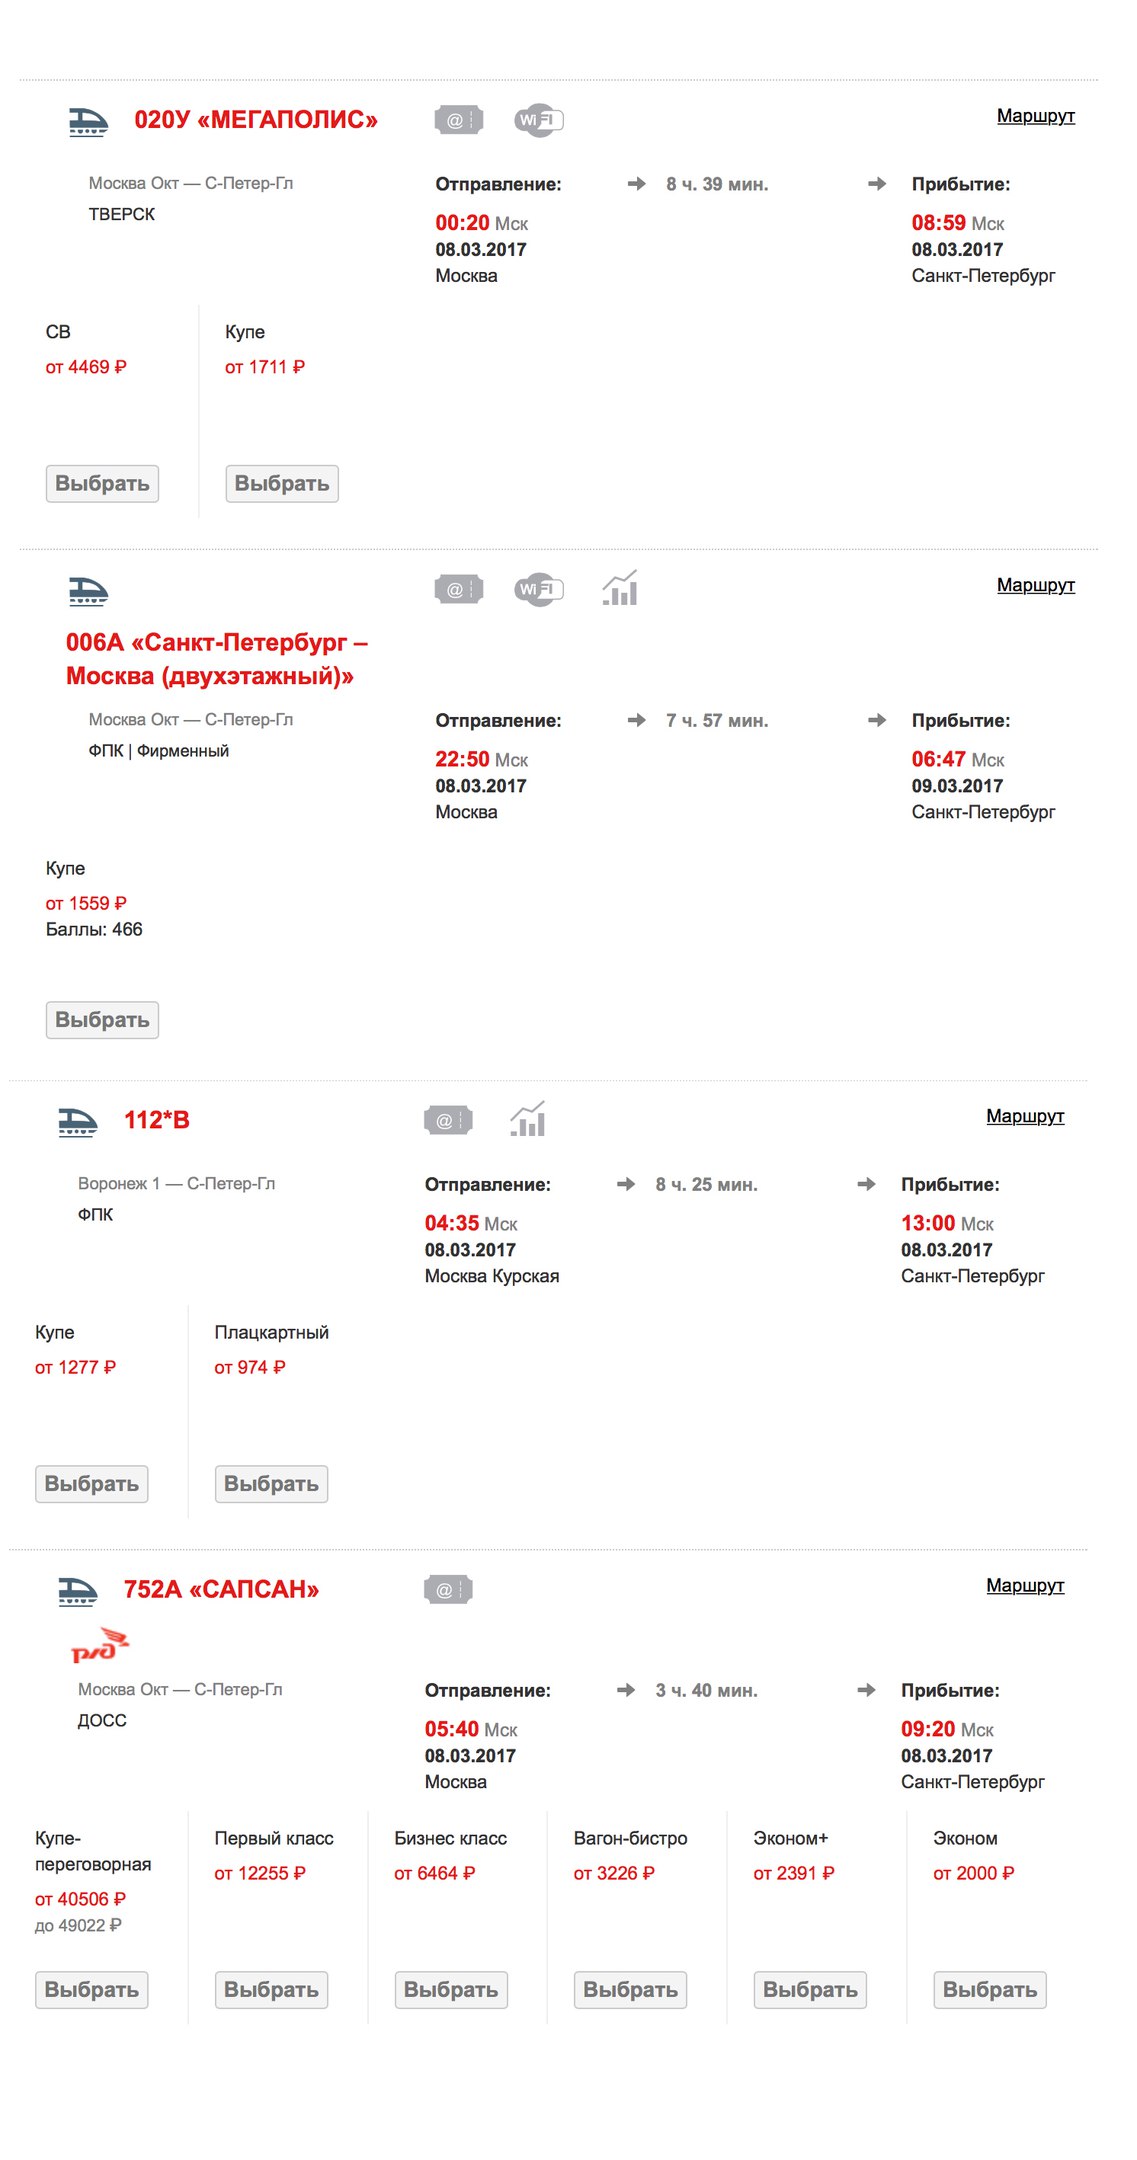 020У «МЕГАПОЛИС»
@
WiFi
Маршрут
Москва Окт — С-Петер-Гл
ТВЕРСК
Отправление:
8 ч. 39 мин.
Прибытие:
00:20 Мск
08:59 Мск
08.03.2017
08.03.2017
Москва
Санкт-Петербург
СВ
Купе
от 4469 ₽
от 1711 ₽
Выбрать
Выбрать
@
WiFi
Маршрут
006А «Санкт-Петербург –
Москва (двухэтажный)»
Москва Окт — С-Петер-Гл
ФПК | Фирменный
Отправление:
7 ч. 57 мин.
Прибытие:
22:50 Мск
06:47 Мск
08.03.2017
09.03.2017
Москва
Санкт-Петербург
Купе
от 1559 ₽
Баллы: 466
Выбрать
112*В
@
Маршрут
Воронеж 1 — С-Петер-Гл
ФПК
Отправление:
8 ч. 25 мин.
Прибытие:
04:35 Мск
13:00 Мск
08.03.2017
08.03.2017
Москва Курская
Санкт-Петербург
Купе
Плацкартный
от 1277 ₽
от 974 ₽
Выбрать
Выбрать
752А «САПСАН»
@
Маршрут
ржд
Москва Окт — С-Петер-Гл
ДОСС
Отправление:
3 ч. 40 мин.
Прибытие:
05:40 Мск
09:20 Мск
08.03.2017
08.03.2017
Москва
Санкт-Петербург
Купе-
переговорная
от 40506 ₽
до 49022 ₽
Выбрать
Первый класс
от 12255 ₽
Выбрать
Бизнес класс
от 6464 ₽
Выбрать
Вагон-бистро
от 3226 ₽
Выбрать
Эконом+
от 2391 ₽
Выбрать
Эконом
от 2000 ₽
Выбрать